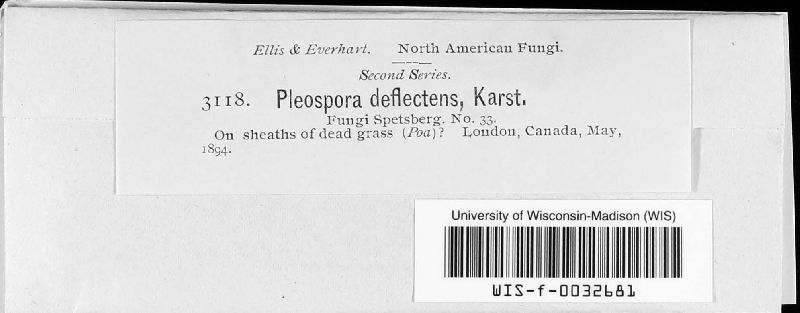 Ellis & Everhart. North American Fungi.
Second Series.
3118. Pleospora deflectens, Karst.
Fungi Spetsberg. No. 33.
On sheaths of dead grass (Poa)? London, Canada, May,
1894.
University of Wisconsin-Madison (WIS)
WIS-f-0032681